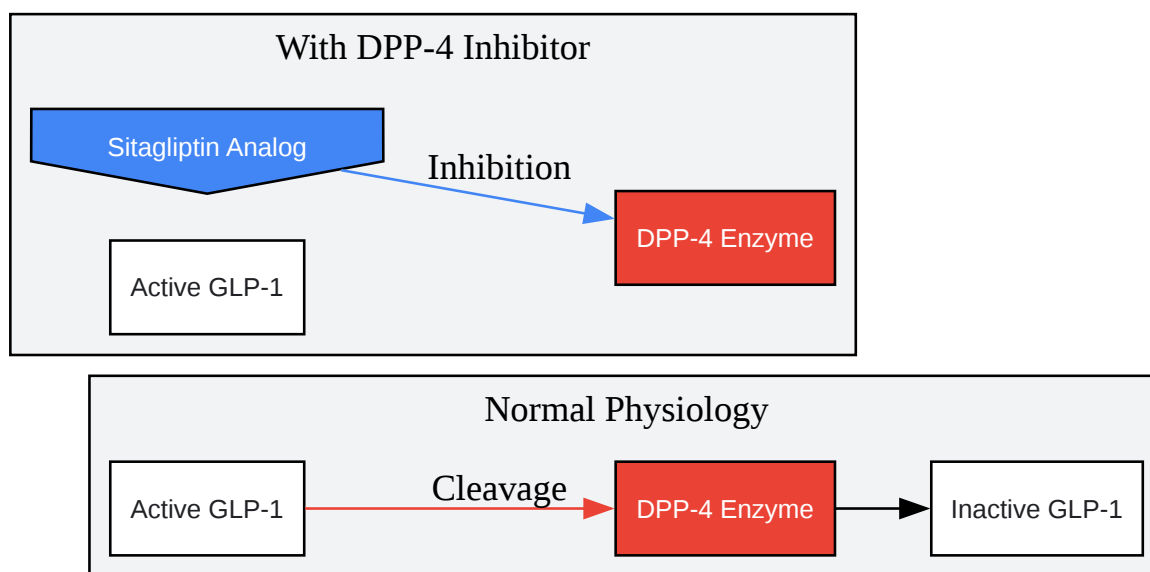 With DPP-4 Inhibitor
Sitagliptin Analog
Inhibition
DPP-4 Enzyme
Active GLP-1
Normal Physiology
Active GLP-1
Cleavage
DPP-4 Enzyme
Inactive GLP-1